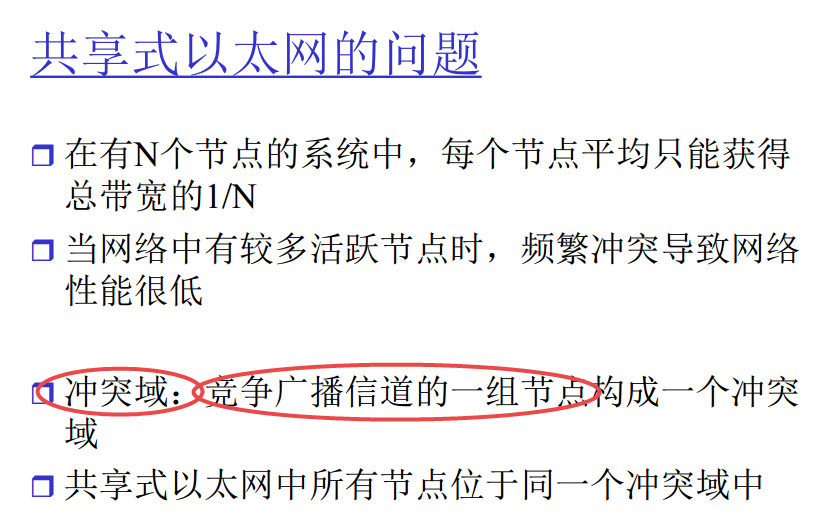 共享式以太网的问题
在有N个节点的系统中，每个节点平均只能获得
总带宽的1/N
当网络中有较多活跃节点时，频繁冲突导致网络
性能很低
冲突域：竞争广播信道的一组节点构成一个冲突
域
共享式以太网中所有节点位于同一个冲突域中